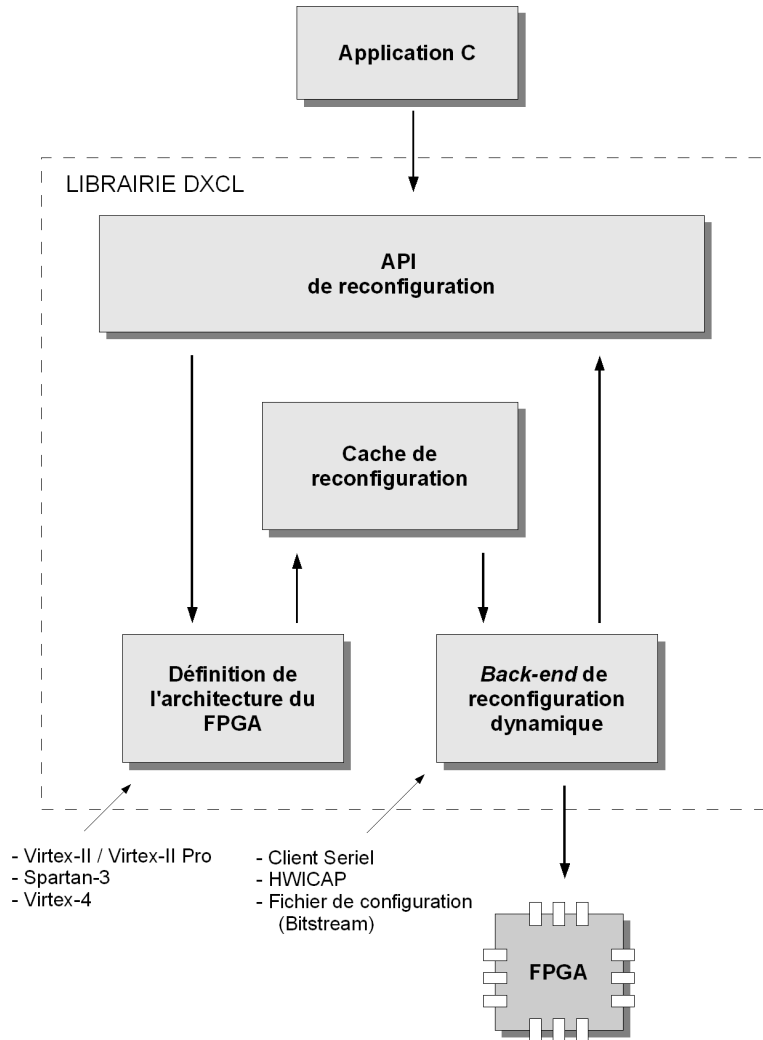 Application C
LIBRAIRIE DXCL
API
de reconfiguration
Cache de
reconfiguration
Définition de
l'architecture du
FPGA
Back-end de
reconfiguration
dynamique
- Virtex-II / Virtex-II Pro
- Spartan-3
- Virtex-4
- Client Seriel
- HWICAP
- Fichier de configuration
(Bitstream)
FPGA